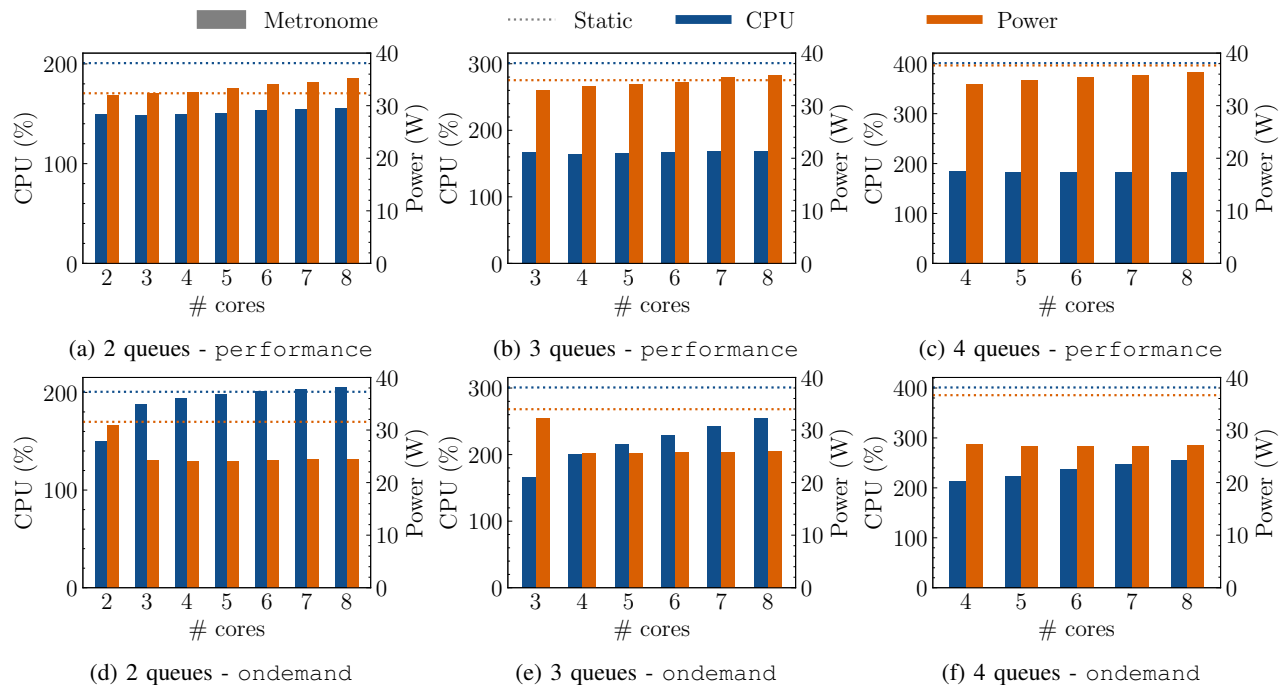 Metronome Static CPU Power
200
100
0
CPU (%)
40
30
20
10
0
Power (W)
2 3 4 5 6 7 8
# cores
(a) 2 queues - performance
300
200
100
0
CPU (%)
40
30
20
10
0
Power (W)
3 4 5 6 7 8
# cores
(b) 3 queues - performance
400
300
200
100
0
CPU (%)
40
30
20
10
0
Power (W)
4 5 6 7 8
# cores
(c) 4 queues - performance
200
100
0
CPU (%)
40
30
20
10
0
Power (W)
2 3 4 5 6 7 8
# cores
(d) 2 queues - ondemand
300
200
100
0
CPU (%)
40
30
20
10
0
Power (W)
3 4 5 6 7 8
# cores
(e) 3 queues - ondemand
400
300
200
100
0
CPU (%)
40
30
20
10
0
Power (W)
4 5 6 7 8
# cores
(f) 4 queues - ondemand